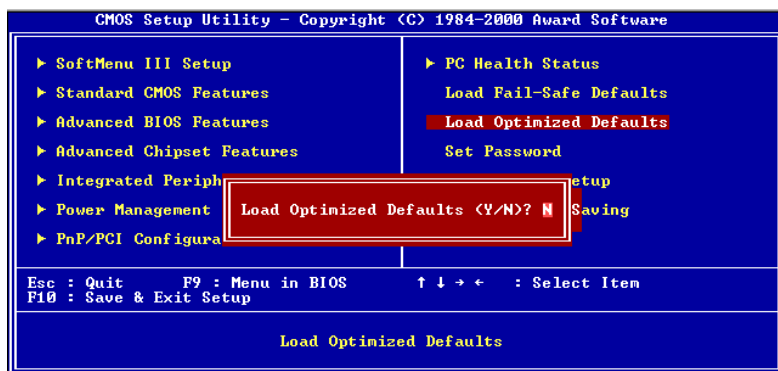 CMOS Setup Utility - Copyright (C) 1984-2000 Award Software
► SoftMenu III Setup
► Standard CMOS Features
► Advanced BIOS Features
► Advanced Chipset Features
► Integrated Periph
► Power Management
► PnP/PCI Configura
► PC Health Status
Load Fail-Safe Defaults
Load Optimized Defaults
Set Password
etup
Saving
Load Optimized Defaults (Y/N)? N
Esc : Quit F9 : Menu in BIOS ↑ ↓ → ← : Select Item
F10 : Save & Exit Setup
Load Optimized Defaults